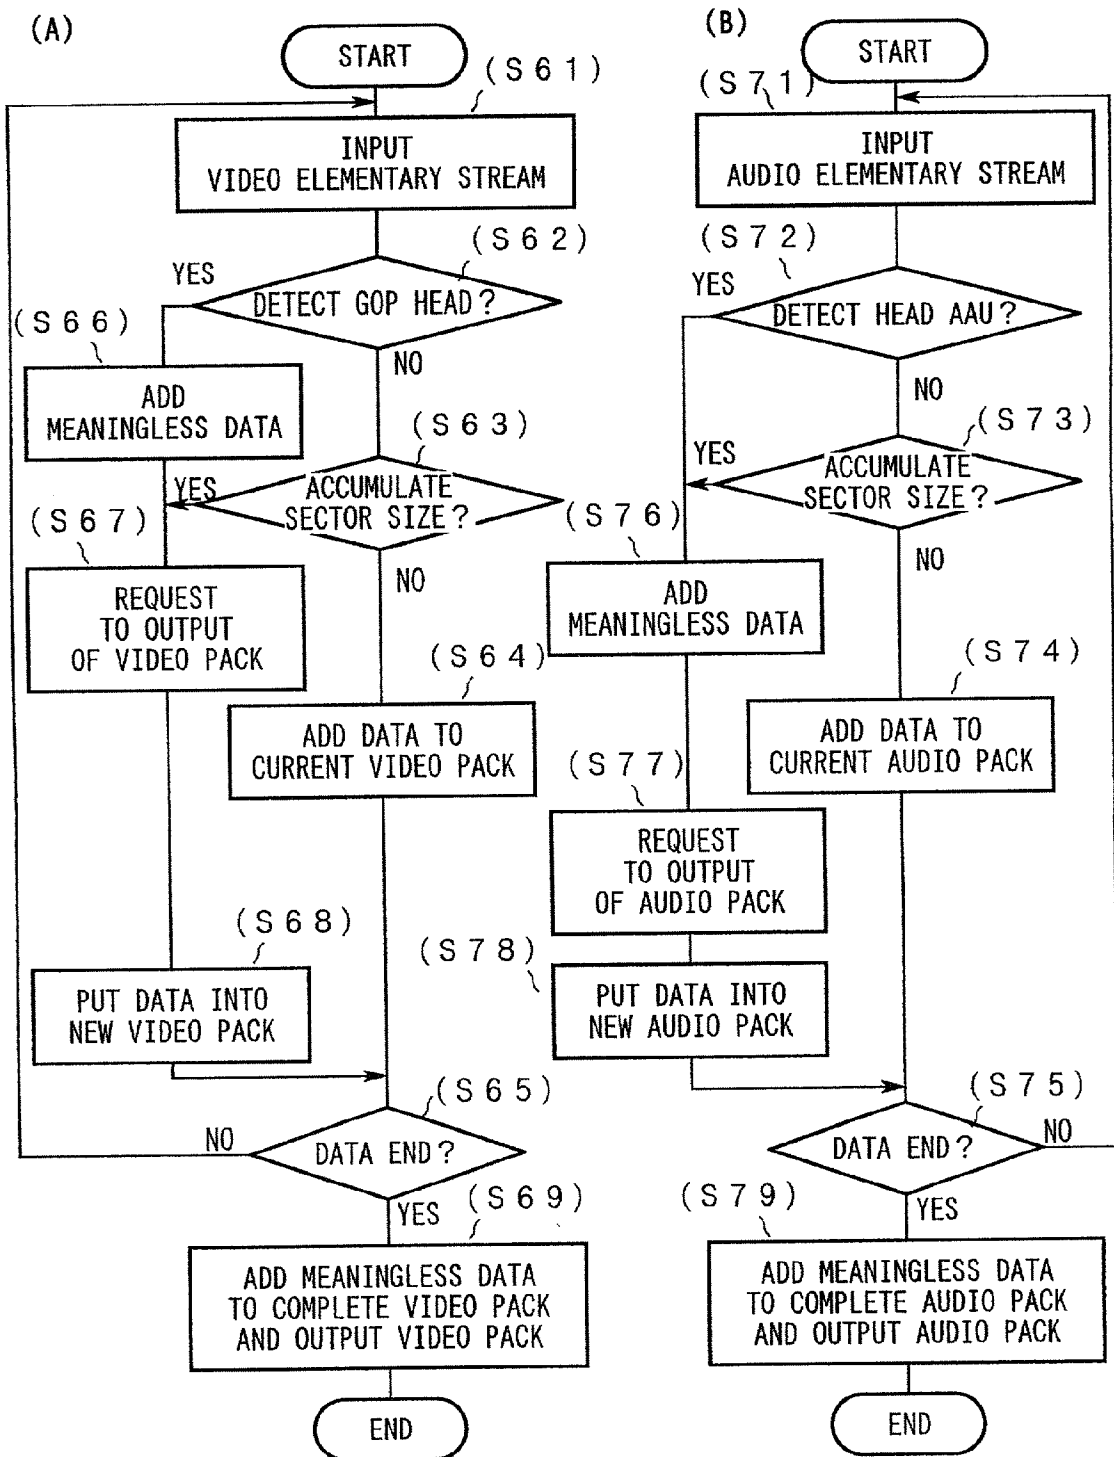 (A)
START
(S61)
INPUT
VIDEO ELEMENTARY STREAM
(S62)
YES
DETECT GOP HEAD?
NO
(S66)
ADD
MEANINGLESS DATA
(S63)
YES
ACCUMULATE
SECTOR SIZE?
NO
(S67)
REQUEST
TO OUTPUT
OF VIDEO PACK
(S64)
ADD DATA TO
CURRENT VIDEO PACK
(S68)
PUT DATA INTO
NEW VIDEO PACK
(S65)
NO
DATA END?
YES
(S69)
ADD MEANINGLESS DATA
TO COMPLETE VIDEO PACK
AND OUTPUT VIDEO PACK
END
(B)
START
(S71)
INPUT
AUDIO ELEMENTARY STREAM
(S72)
YES
DETECT HEAD AAU?
NO
(S73)
YES
ACCUMULATE
SECTOR SIZE?
NO
(S76)
ADD
MEANINGLESS DATA
(S74)
ADD DATA TO
CURRENT AUDIO PACK
(S77)
REQUEST
TO OUTPUT
OF AUDIO PACK
(S78)
PUT DATA INTO
NEW AUDIO PACK
(S75)
DATA END?
NO
YES
(S79)
ADD MEANINGLESS DATA
TO COMPLETE AUDIO PACK
AND OUTPUT AUDIO PACK
END